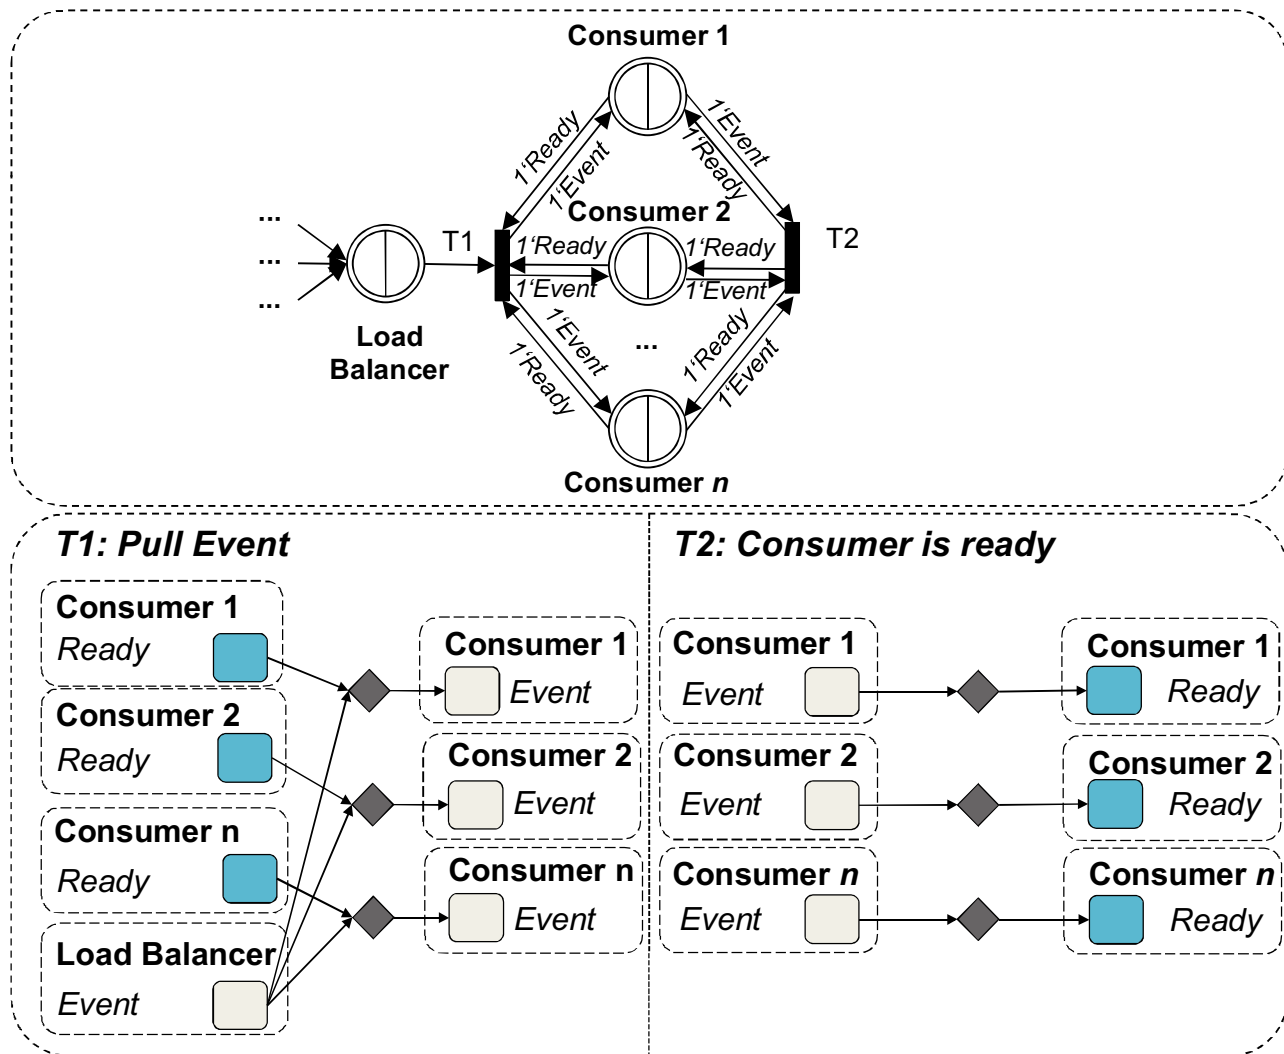 Consumer 1
1‘Ready
1‘Event
1‘Event
1‘Ready
Consumer 2
...
...
...
T1
T2
1‘Ready
1‘Event
1‘Ready
1‘Event
Load
Balancer
...
1‘Event
1‘Ready
1‘Ready
1‘Event
Consumer n
T1: Pull Event
Consumer 1
Ready
Consumer 2
Ready
Consumer n
Ready
Load Balancer
Event
Consumer 1
Event
Consumer 2
Event
Consumer n
Event
T2: Consumer is ready
Consumer 1
Event
Consumer 2
Event
Consumer n
Event
Consumer 1
Ready
Consumer 2
Ready
Consumer n
Ready